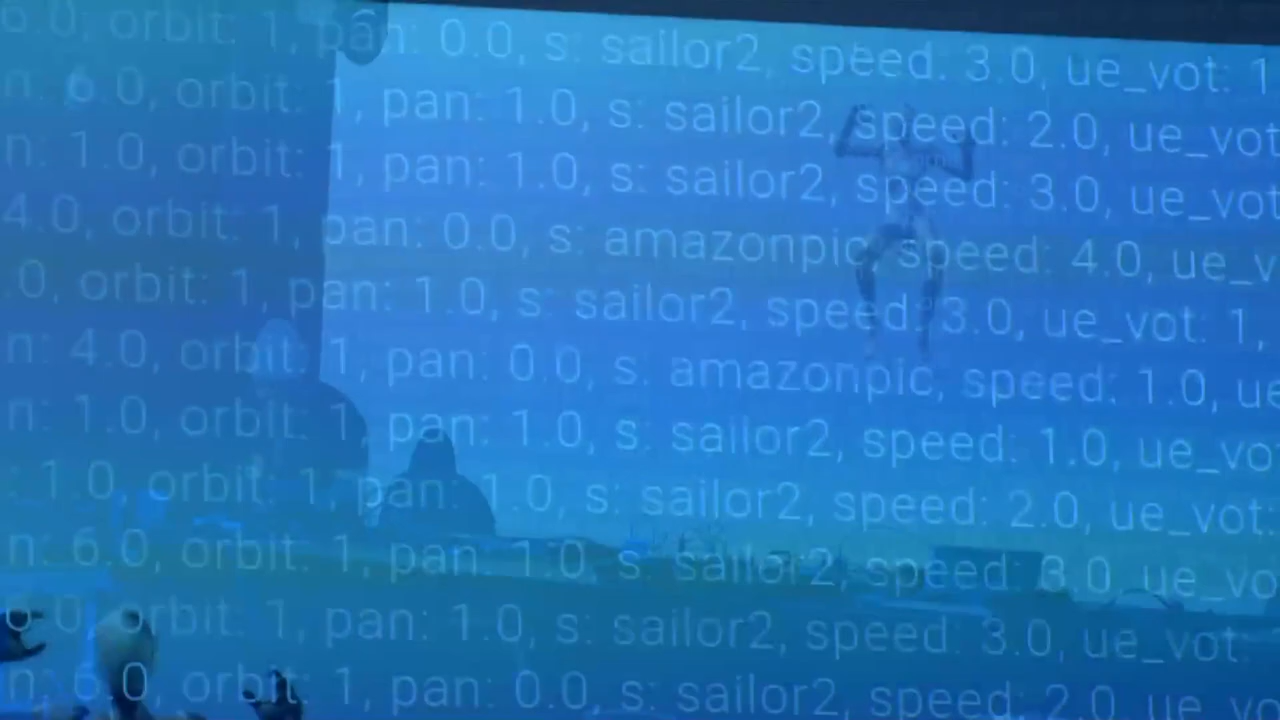 6.0, orbit: 1, pan: 0.0, s: sailor2, speed: 3.0, ue_vot: 1
n: 6.0, orbit: 1, pan: 1.0, s: sailor2, speed: 2.0, ue_vot
n: 1.0, orbit: 1, pan: 1.0, s: sailor2, speed: 3.0, ue_vot
4.0, orbit: 1, pan: 0.0, s: amazonpic, speed: 4.0, ue_v
.0, orbit: 1, pan: 1.0, s: sailor2, speed: 3.0, ue_vot: 1,
n: 4.0, orbit: 1, pan: 0.0, s: amazonpic, speed: 1.0, ue
n: 1.0, orbit: 1, pan: 1.0, s: sailor2, speed: 1.0, ue_vo
: 1.0, orbit: 1, pan: 1.0, s: sailor2, speed: 2.0, ue_vot:
n: 6.0, orbit: 1, pan: 1.0, s: sailor2, speed: 3.0, ue_vo
6.0, orbit: 1, pan: 1.0, s: sailor2, speed: 3.0, ue_vot:
n: 6.0, orbit: 1, pan: 0.0, s: sailor2, speed: 2.0, ue_vo